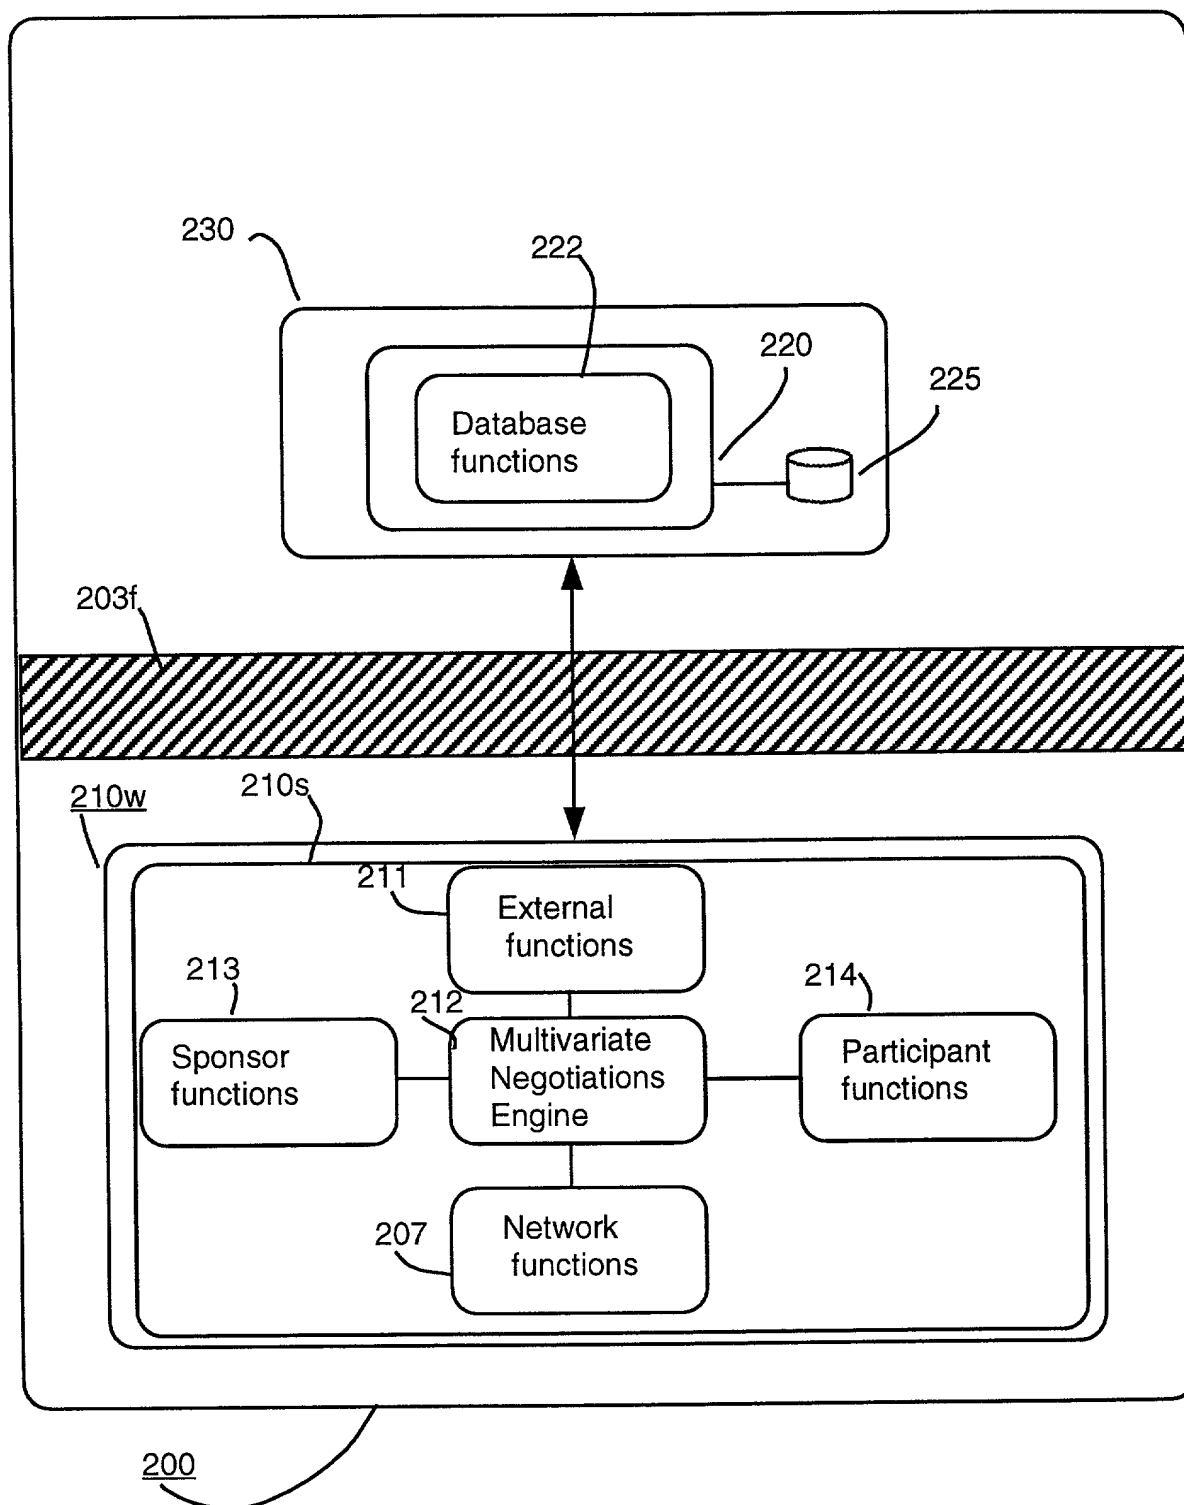 230
222
220
225
Database
functions
203f
210w
210s
211
External
functions
213
212
214
Sponsor
functions
Multivariate
Negotiations
Engine
Participant
functions
207
Network
functions
200